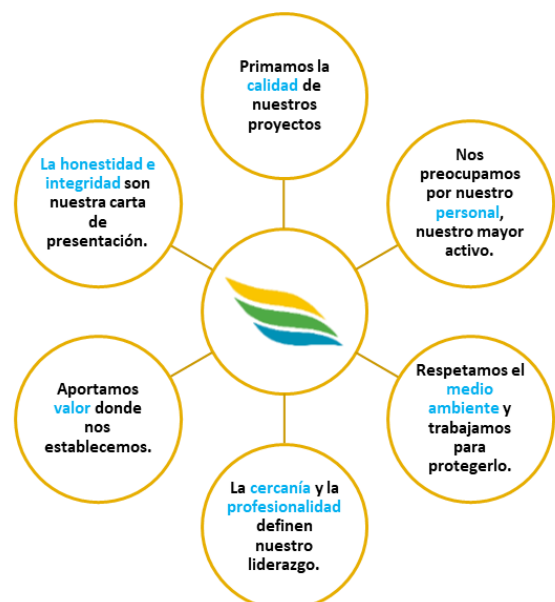 Primamos la
calidad de
nuestros
proyectos
Nos
preocupamos
por nuestro
personal,
nuestro mayor
activo.
Respetamos el
medio
ambiente y
trabajamos
para
protegerlo.
La cercanía y la
profesionalidad
definen
nuestro
liderazgo.
Aportamos
valor donde
nos
establecemos.
La honestidad e
integridad son
nuestra carta
de
presentación.